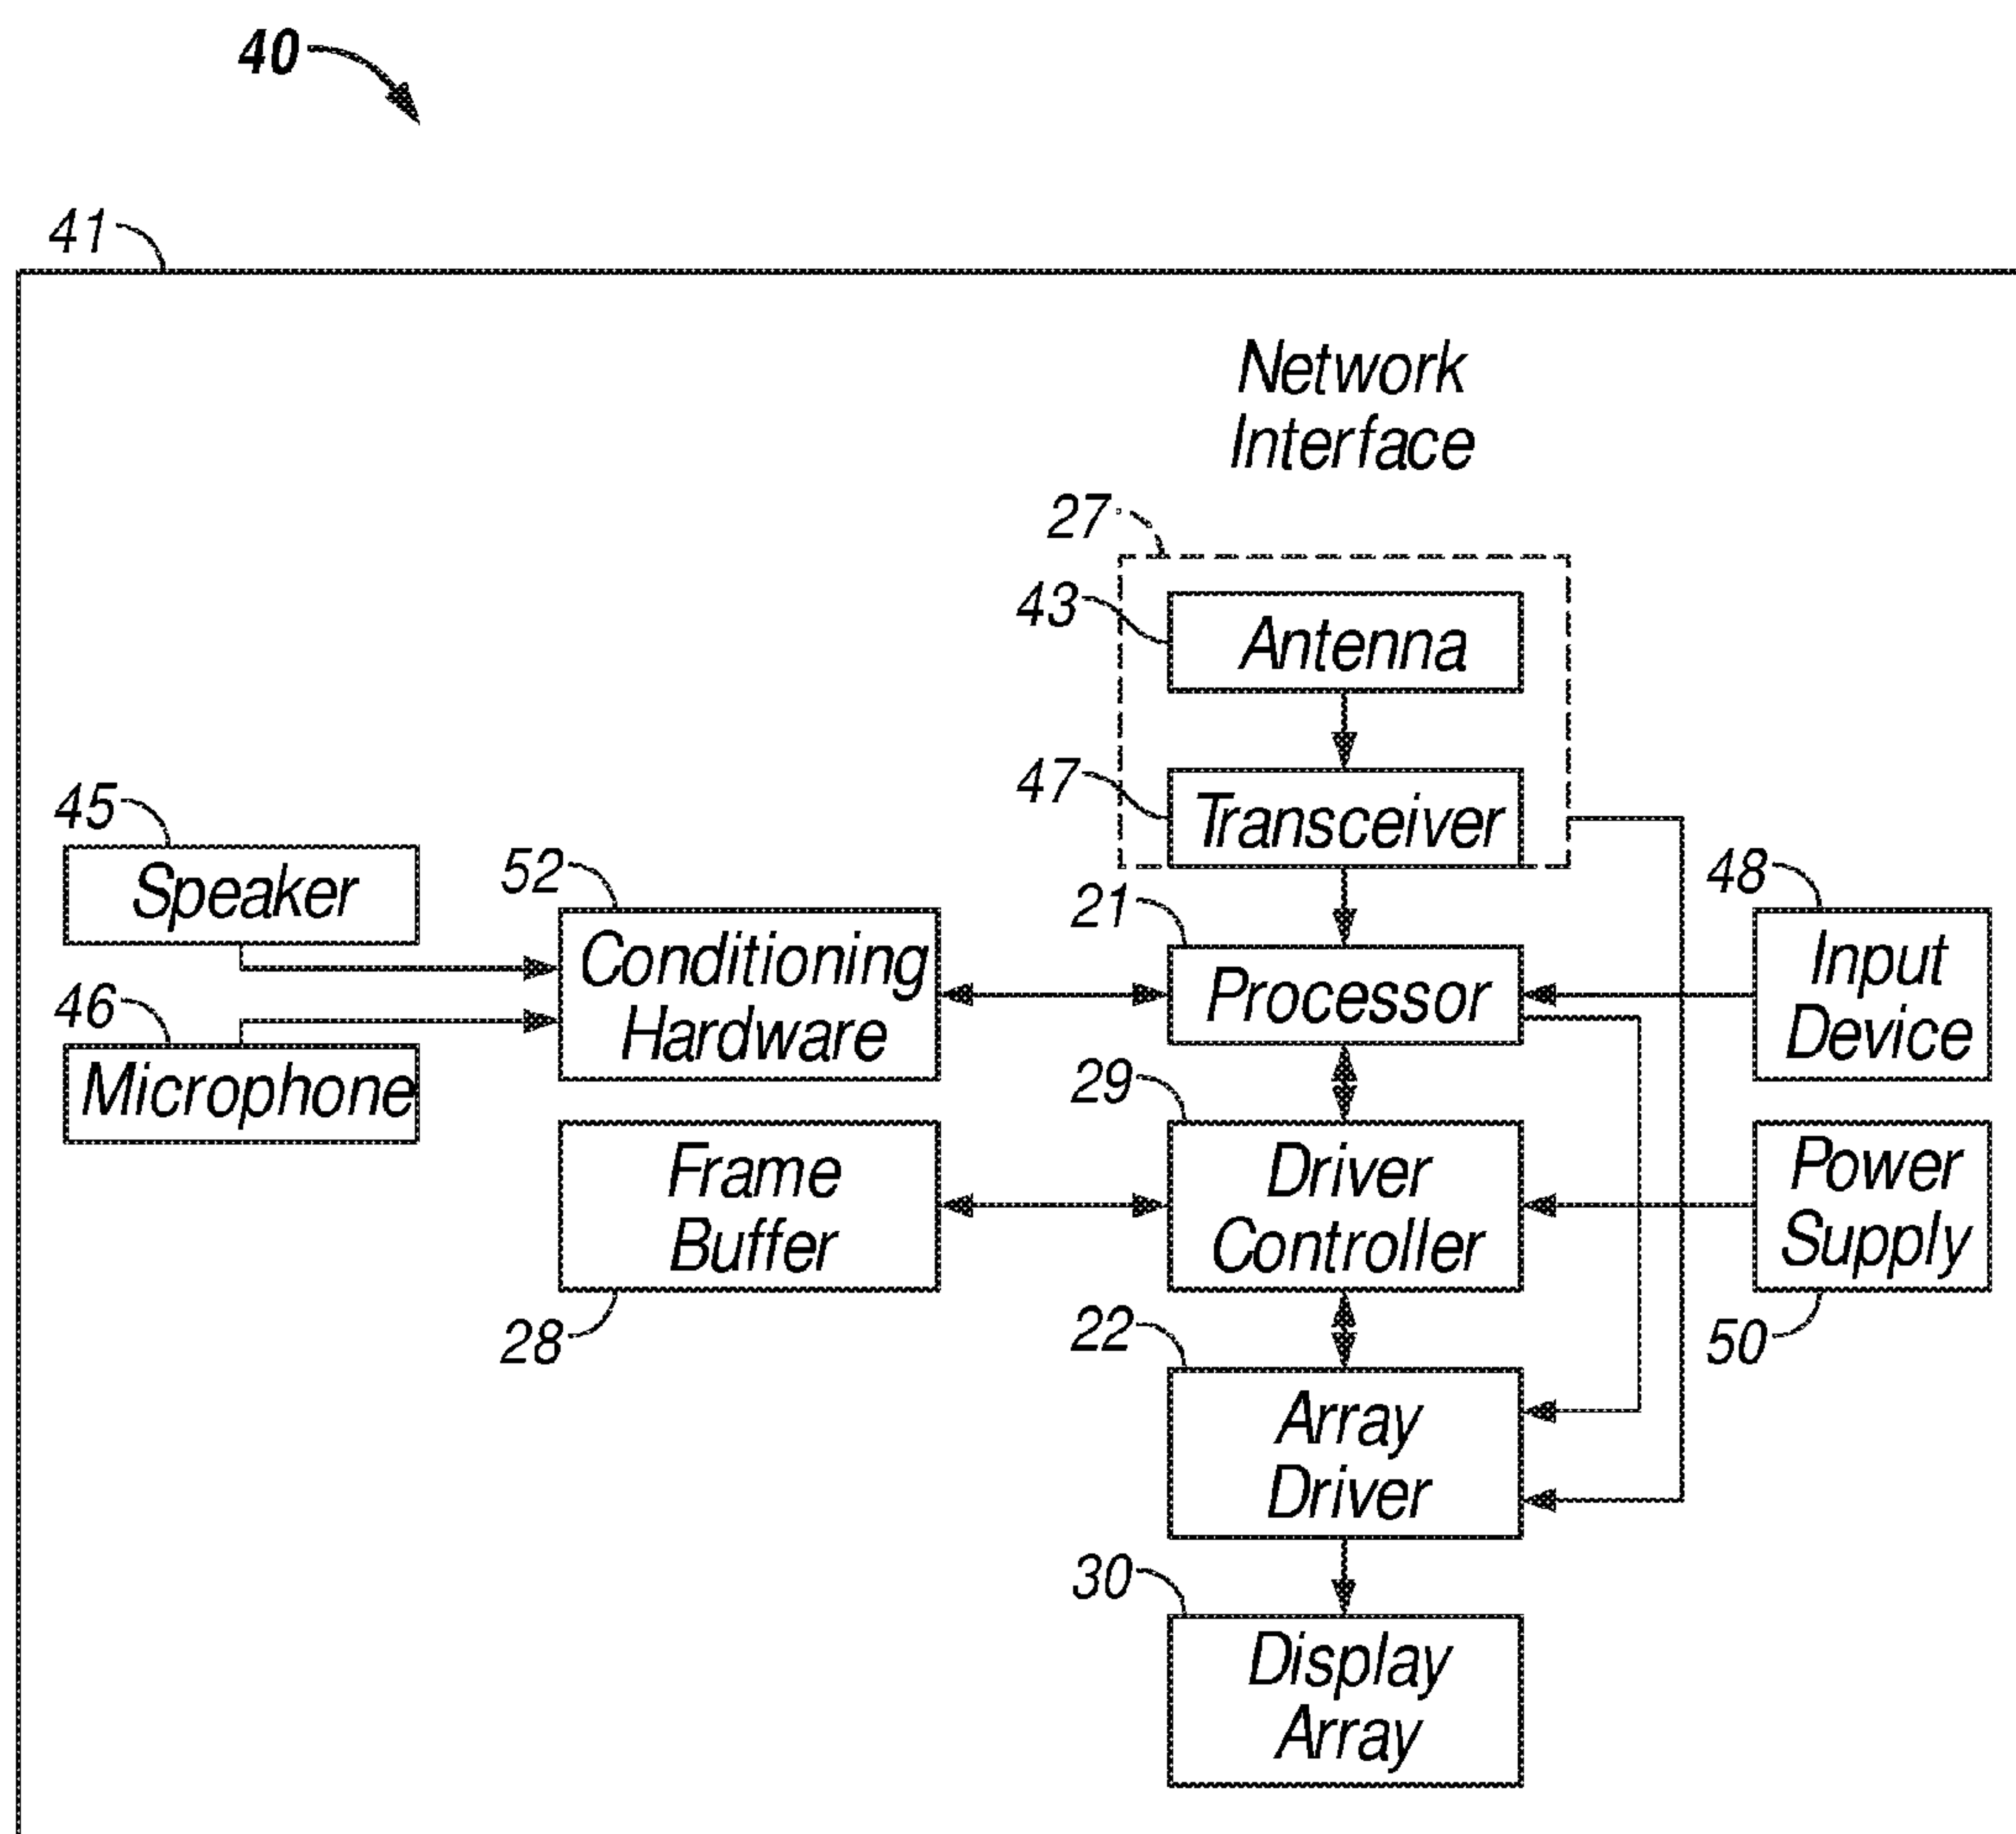 40
41
Network
Interface
27
43
Antenna
47
Transceiver
45
Speaker
52
Conditioning
Hardware
21
Processor
48
Input
Device
46
Microphone
29
Driver
Controller
Frame
Buffer
28
Power
Supply
50
22
Array
Driver
30
Display
Array